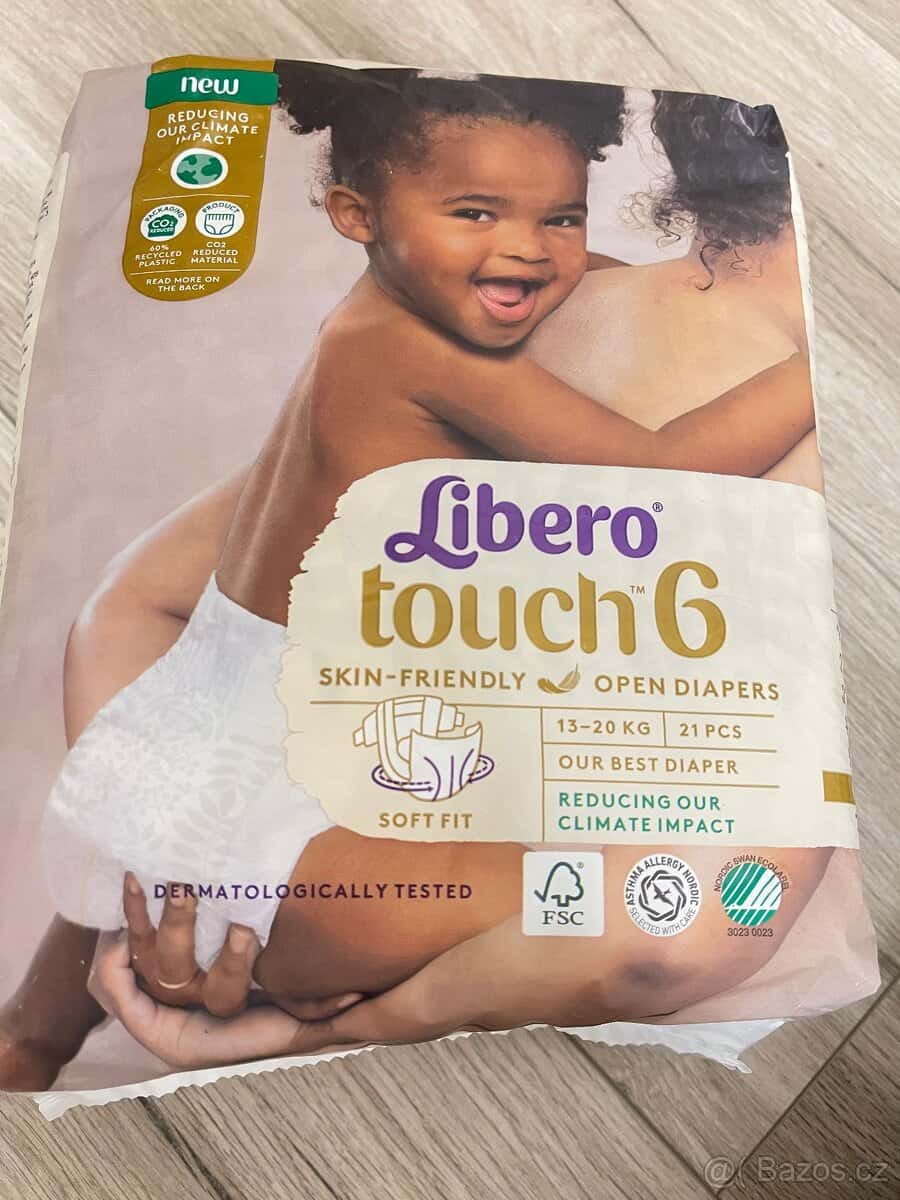 new
REDUCING
OUR CLIMATE
IMPACT
PACKAGING
CO2
REDUCED
60%
RECYCLED
PLASTIC
PRODUCT
CO2
REDUCED
MATERIAL
READ MORE ON
THE BACK
Libero®
touch™ 6
SKIN-FRIENDLY OPEN DIAPERS
13-20 KG 21 PCS
OUR BEST DIAPER
REDUCING OUR
CLIMATE IMPACT
SOFT FIT
DERMATOLOGICALLY TESTED
®
FSC
ASTHMA ALLERGY NORDIC
SELECTED WITH CARE
NORDIC SWAN ECOLABEL
3023 0023
@( Bazos.cz